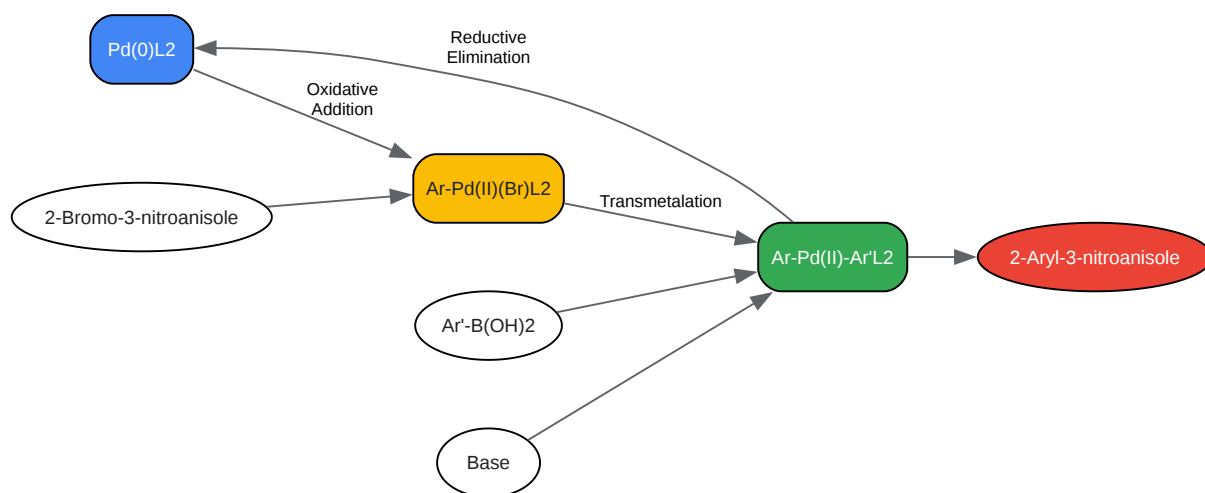 Pd(0)L2
Reductive
Elimination
Oxidative
Addition
Ar-Pd(II)(Br)L2
Transmetalation
2-Bromo-3-nitroanisole
Ar-Pd(II)-Ar'L2
2-Aryl-3-nitroanisole
Ar'-B(OH)2
Base